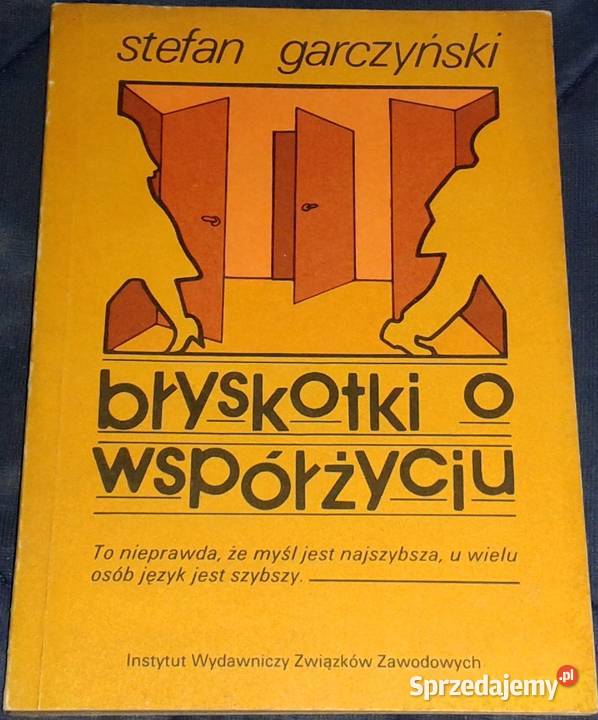 stefan garczyński
błyskotki o
współżyciu
To nieprawda, że myśl jest najszybsza, u wielu
osób język jest szybszy.
Instytut Wydawniczy Związków Zawodowych
Sprzedajemy.pl